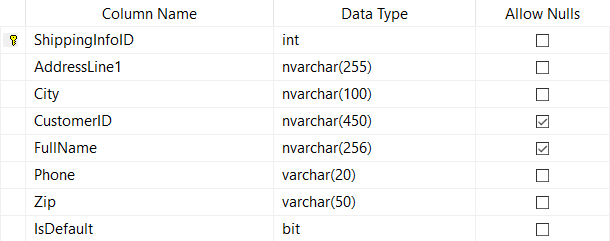 Column Name Data Type Allow Nulls
ShippingInfoID int
AddressLine1 nvarchar(255)
City nvarchar(100)
CustomerID nvarchar(450)
FullName nvarchar(256)
Phone varchar(20)
Zip varchar(50)
IsDefault bit